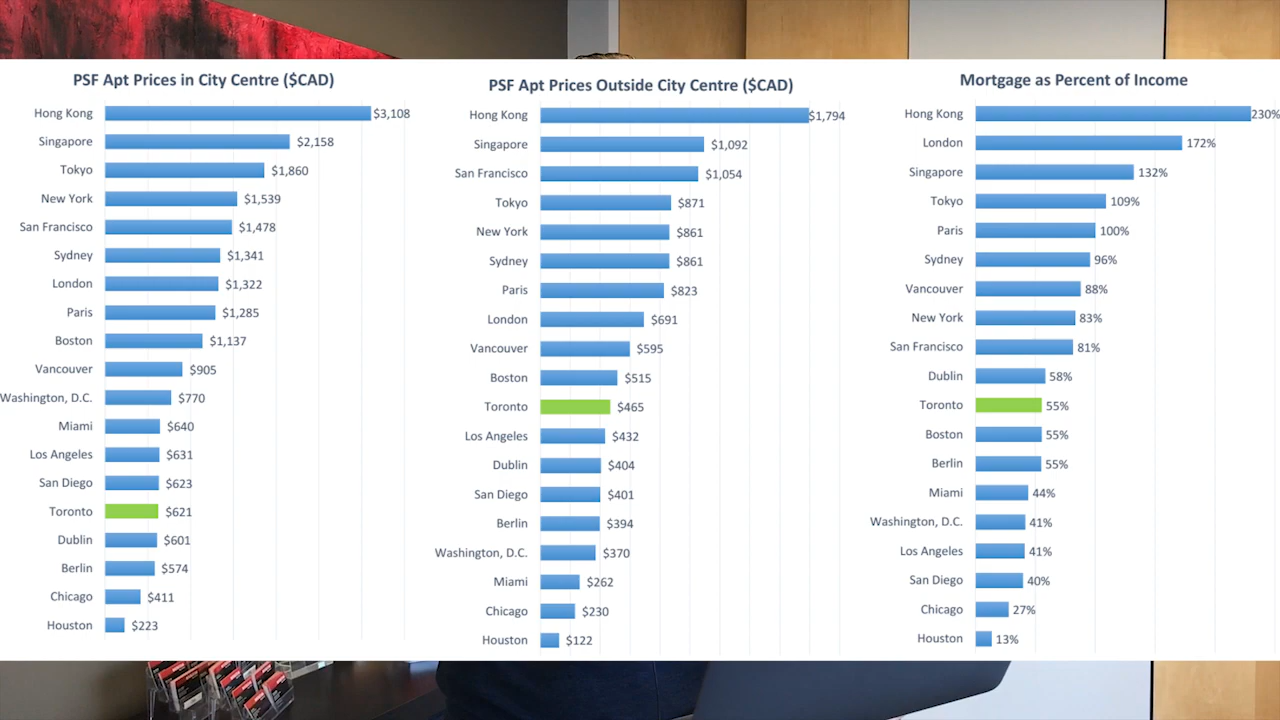 PSF Apt Prices in City Centre ($CAD)
Hong Kong $3,108
Singapore $2,158
Tokyo $1,860
New York $1,539
San Francisco $1,478
Sydney $1,341
London $1,322
Paris $1,285
Boston $1,137
Vancouver $905
Washington, D.C. $770
Miami $640
Los Angeles $631
San Diego $623
Toronto $621
Dublin $601
Berlin $574
Chicago $411
Houston $223
PSF Apt Prices Outside City Centre ($CAD)
Hong Kong $1,794
Singapore $1,092
San Francisco $1,054
Tokyo $871
New York $861
Sydney $861
Paris $823
London $691
Vancouver $595
Boston $515
Toronto $465
Los Angeles $432
Dublin $404
San Diego $401
Berlin $394
Washington, D.C. $370
Miami $262
Chicago $230
Houston $122
Mortgage as Percent of Income
Hong Kong 230%
London 172%
Singapore 132%
Tokyo 109%
Paris 100%
Sydney 96%
Vancouver 88%
New York 83%
San Francisco 81%
Dublin 58%
Toronto 55%
Boston 55%
Berlin 55%
Miami 44%
Washington, D.C. 41%
Los Angeles 41%
San Diego 40%
Chicago 27%
Houston 13%